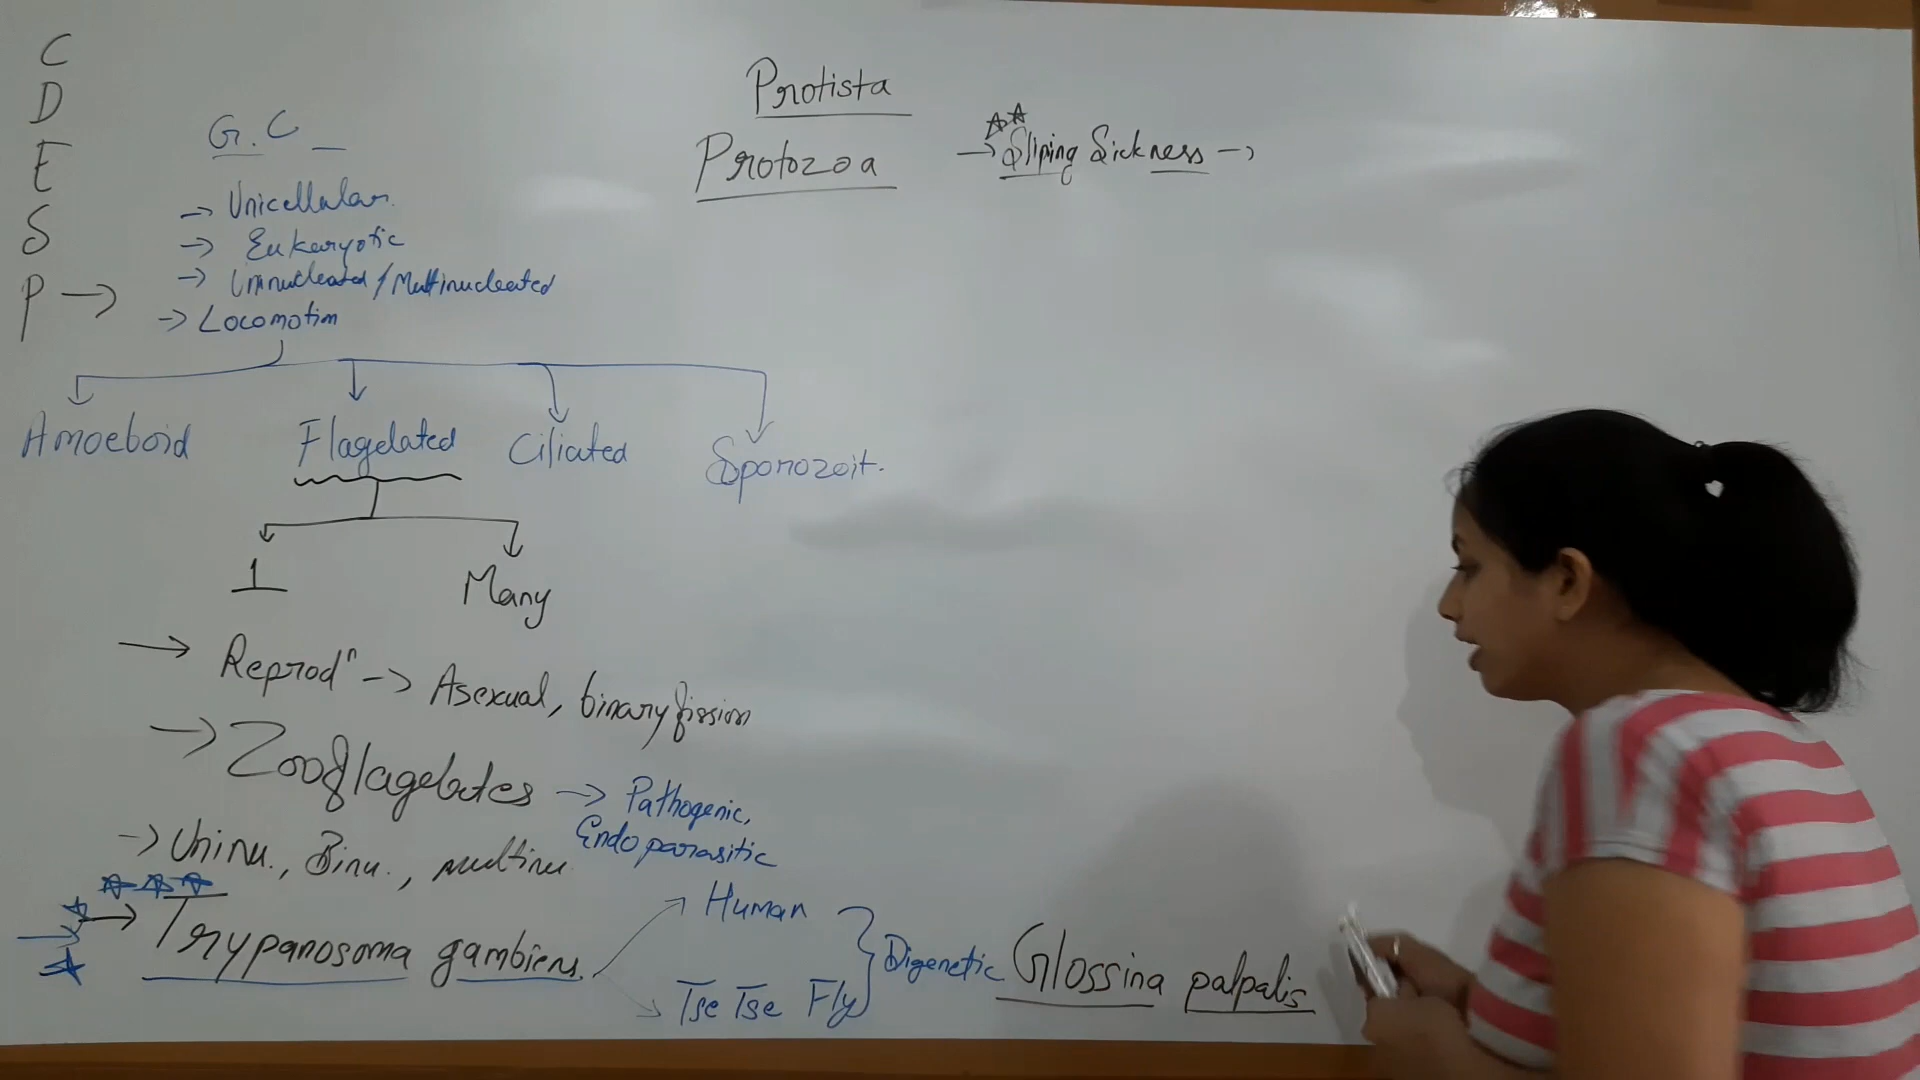 C
D
E
S
P →
G.C
→ Unicellular
→ Eukaryotic
→ Uninucleated / Multinucleated
→ Locomotion
Protista
Protozoa
→ Sliping Sickness →
Amoeboid Flagelated Ciliated Sporozoit.
1 Many
→ Reprodⁿ → Asexual, binary fission
→ Zooflagelates → Pathogenic,
Endoparasitic
→ Uninu., Binu., multinu
→ Trypanosoma gambiens.
Human
Tse Tse Fly
Digenetic
Glossina palpalis